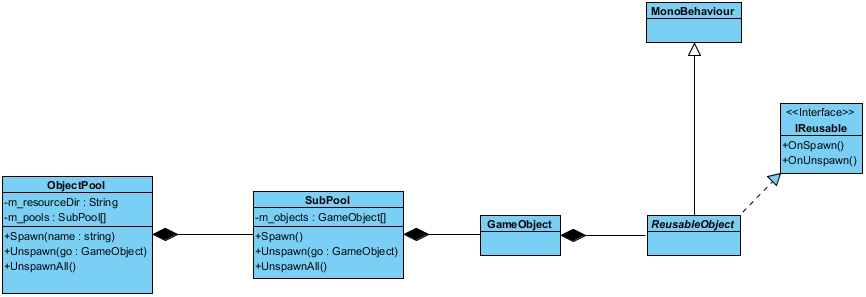 MonoBehaviour
<<Interface>>
IReusable
+OnSpawn()
+OnUnspawn()
ObjectPool
-m_resourceDir : String
-m_pools : SubPool[]
+Spawn(name : string)
+Unspawn(go : GameObject)
+UnspawnAll()
SubPool
-m_objects : GameObject[]
+Spawn()
+Unspawn(go : GameObject)
+UnspawnAll()
GameObject
ReusableObject